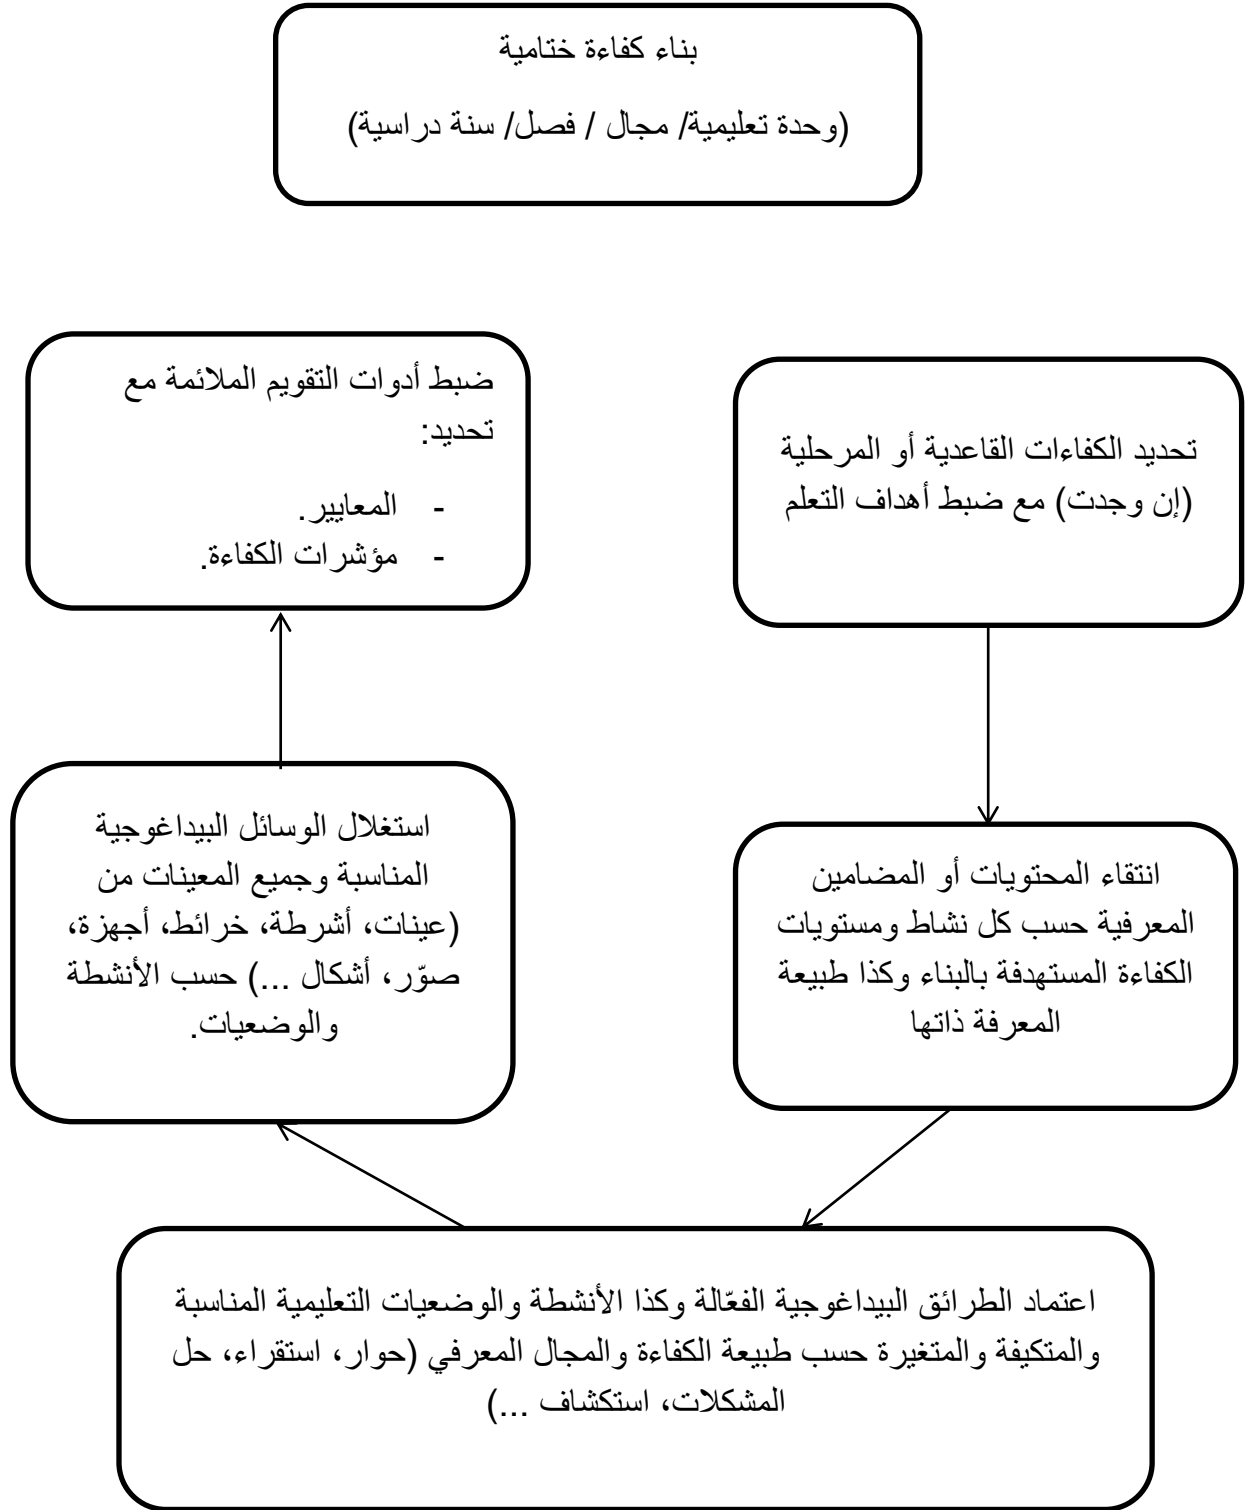 بناء كفاءة ختامية
(وحدة تعليمية/ مجال / فصل/ سنة دراسية)
تحديد الكفاءات القاعدية أو المرحلية
(إن وجدت) مع ضبط أهداف التعلم
انتقاء المحتويات أو المضامين
المعرفية حسب كل نشاط ومستويات
الكفاءة المستهدفة بالبناء وكذا طبيعة
المعرفة ذاتها
اعتماد الطرائق البيداغوجية الفعّالة وكذا الأنشطة والوضعيات التعليمية المناسبة
والمتكيفة والمتغيرة حسب طبيعة الكفاءة والمجال المعرفي (حوار، استقراء، حل
المشكلات، استكشاف ...)
استغلال الوسائل البيداغوجية
المناسبة وجميع المعينات من
(عينات، أشرطة، خرائط، أجهزة،
صوّر، أشكال ...) حسب الأنشطة
والوضعيات.
ضبط أدوات التقويم الملائمة مع
تحديد:
- المعايير.
- مؤشرات الكفاءة.